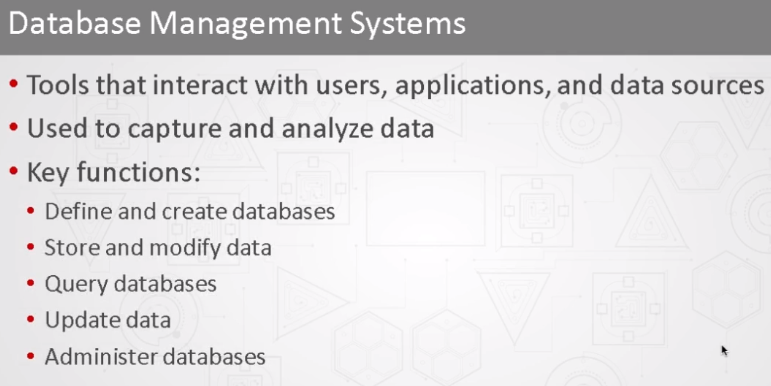 Database Management Systems
• Tools that interact with users, applications, and data sources
• Used to capture and analyze data
• Key functions:
• Define and create databases
• Store and modify data
• Query databases
• Update data
• Administer databases